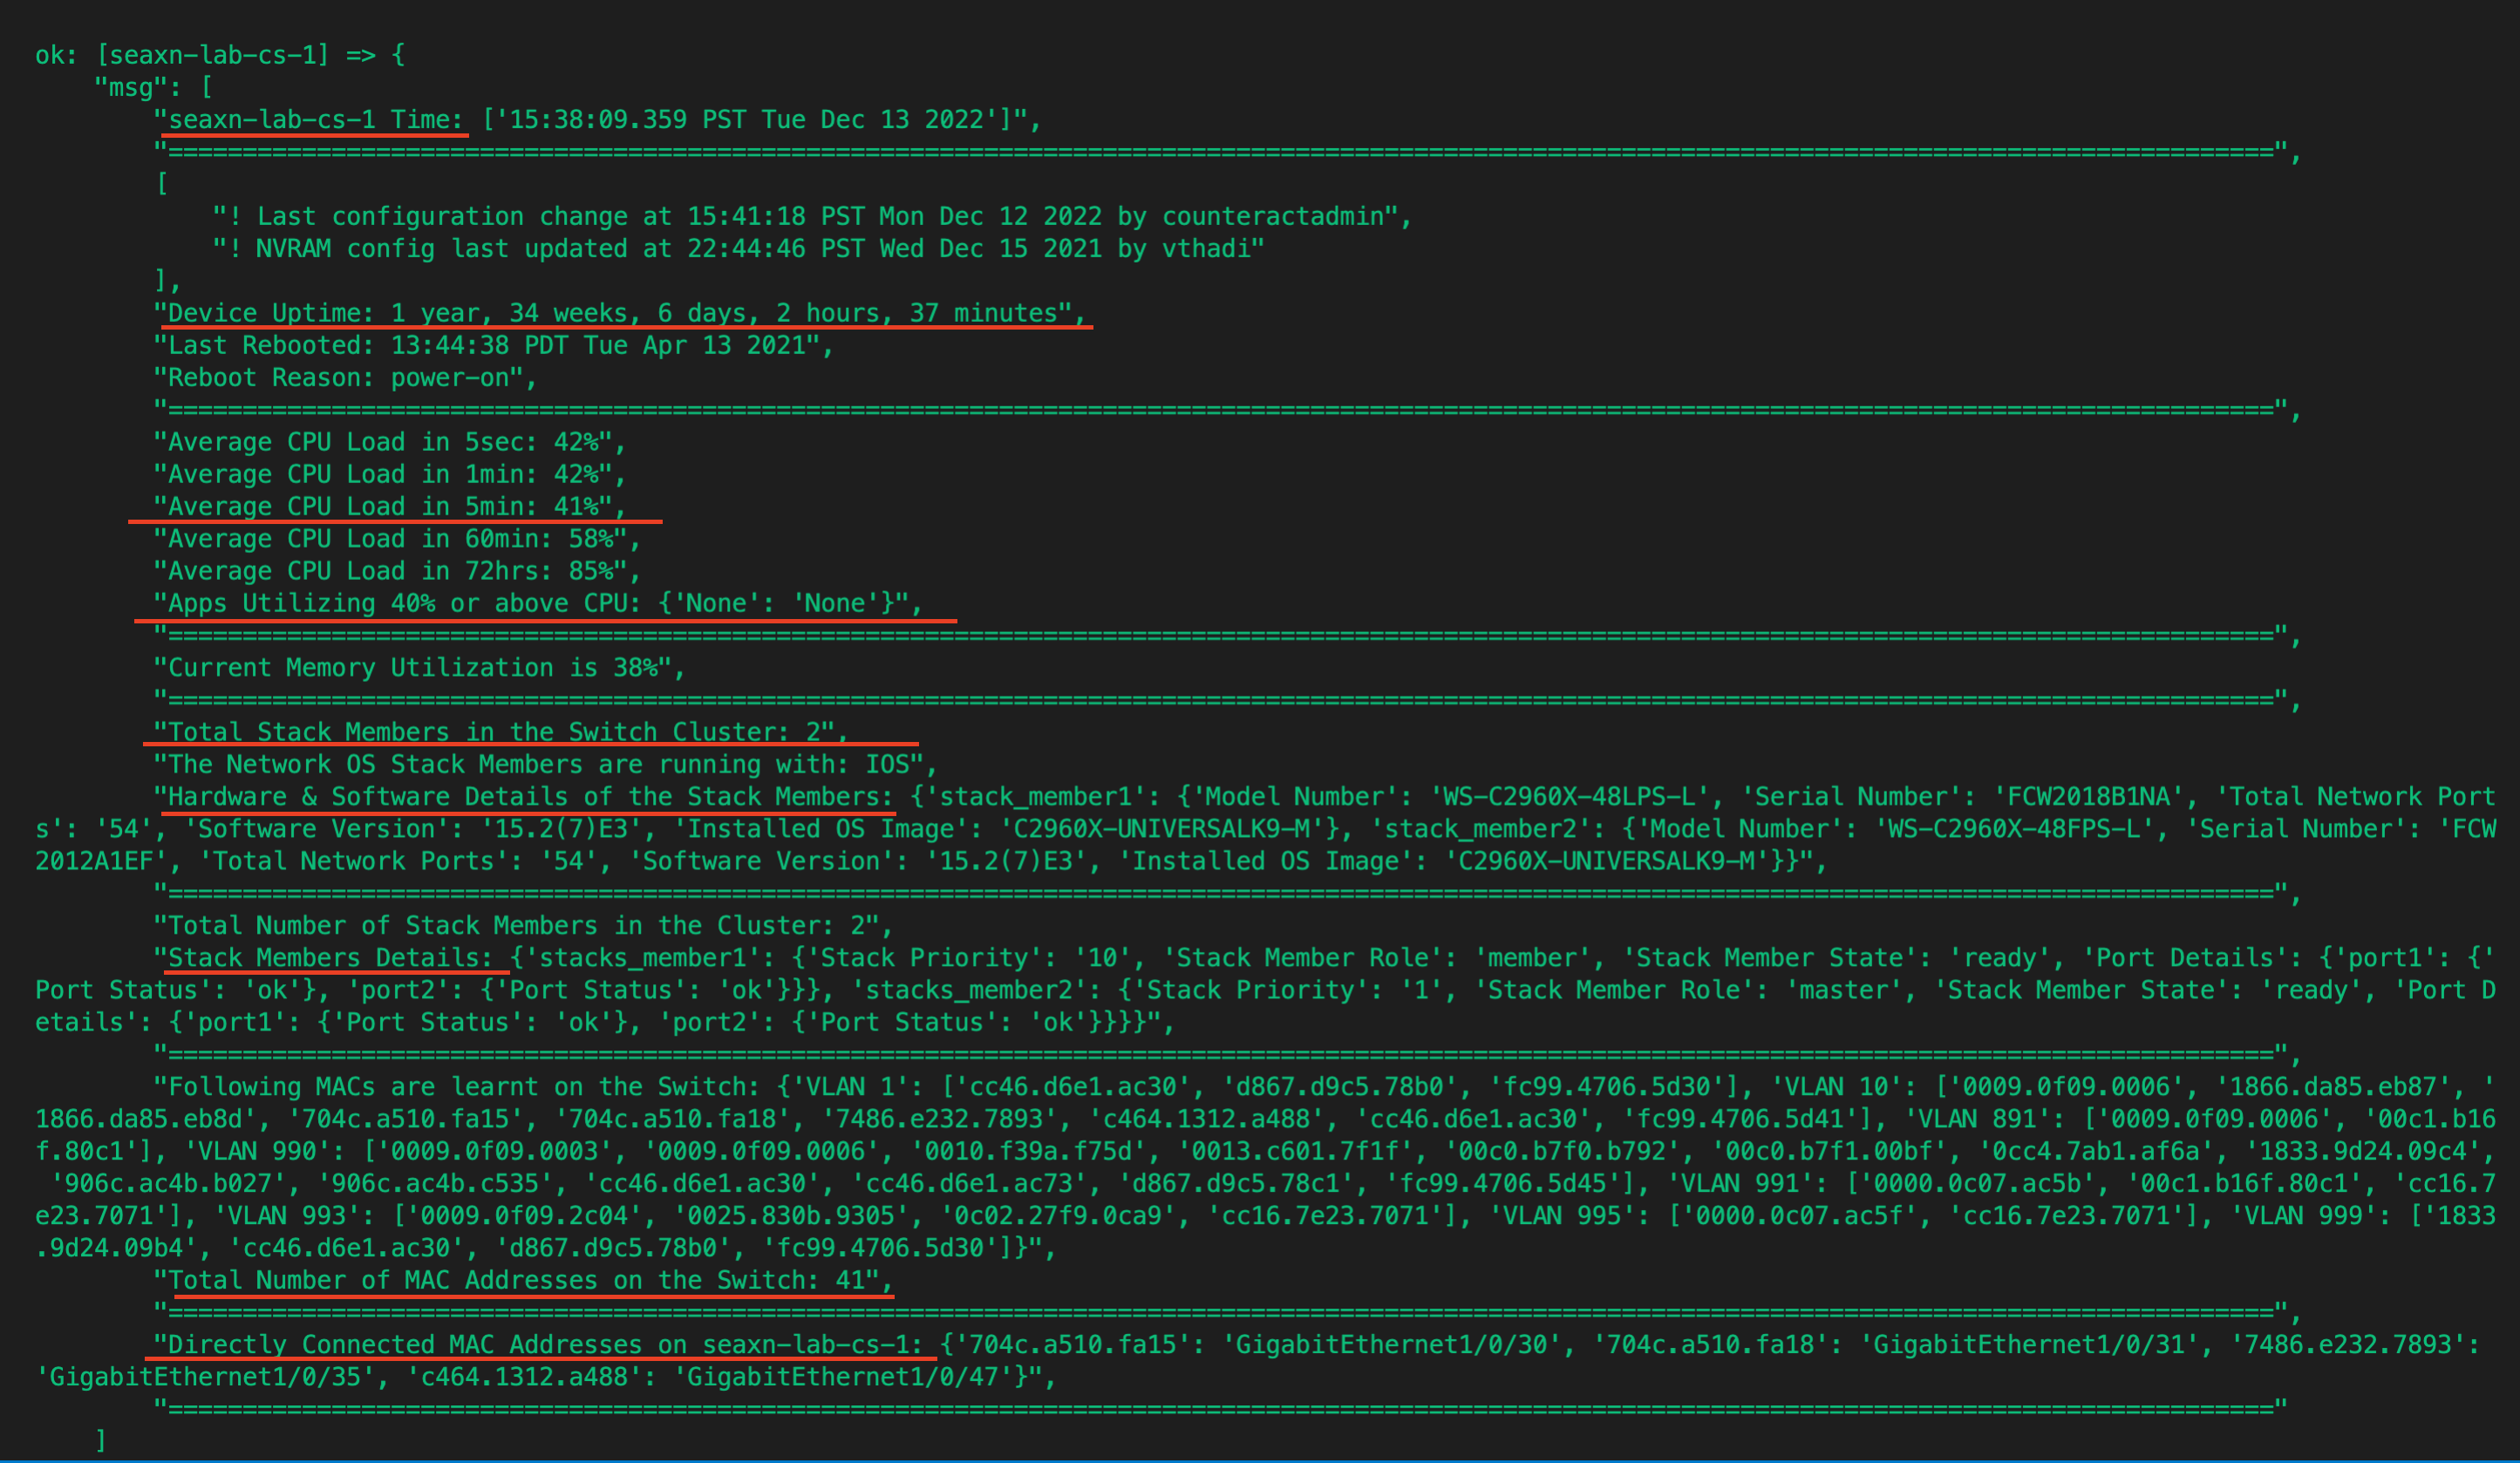 ok: [seaxn-lab-cs-1] => {
"msg": [
"seaxn-lab-cs-1 Time: ['15:38:09.359 PST Tue Dec 13 2022']",
"==============================================================================================================================================",
[
"! Last configuration change at 15:41:18 PST Mon Dec 12 2022 by counteractadmin",
"! NVRAM config last updated at 22:44:46 PST Wed Dec 15 2021 by vthadi"
],
"Device Uptime: 1 year, 34 weeks, 6 days, 2 hours, 37 minutes",
"Last Rebooted: 13:44:38 PDT Tue Apr 13 2021",
"Reboot Reason: power-on",
"==============================================================================================================================================",
"Average CPU Load in 5sec: 42%",
"Average CPU Load in 1min: 42%",
"Average CPU Load in 5min: 41%",
"Average CPU Load in 60min: 58%",
"Average CPU Load in 72hrs: 85%",
"Apps Utilizing 40% or above CPU: {'None': 'None'}",
"==============================================================================================================================================",
"Current Memory Utilization is 38%",
"==============================================================================================================================================",
"Total Stack Members in the Switch Cluster: 2",
"The Network OS Stack Members are running with: IOS",
"Hardware & Software Details of the Stack Members: {'stack_member1': {'Model Number': 'WS-C2960X-48LPS-L', 'Serial Number': 'FCW2018B1NA', 'Total Network Port
s': '54', 'Software Version': '15.2(7)E3', 'Installed OS Image': 'C2960X-UNIVERSALK9-M'}, 'stack_member2': {'Model Number': 'WS-C2960X-48FPS-L', 'Serial Number': 'FCW
2012A1EF', 'Total Network Ports': '54', 'Software Version': '15.2(7)E3', 'Installed OS Image': 'C2960X-UNIVERSALK9-M'}}",
"==============================================================================================================================================",
"Total Number of Stack Members in the Cluster: 2",
"Stack Members Details: {'stacks_member1': {'Stack Priority': '10', 'Stack Member Role': 'member', 'Stack Member State': 'ready', 'Port Details': {'port1': {'
Port Status': 'ok'}, 'port2': {'Port Status': 'ok'}}}, 'stacks_member2': {'Stack Priority': '1', 'Stack Member Role': 'master', 'Stack Member State': 'ready', 'Port D
etails': {'port1': {'Port Status': 'ok'}, 'port2': {'Port Status': 'ok'}}}}",
"==============================================================================================================================================",
"Following MACs are learnt on the Switch: {'VLAN 1': ['cc46.d6e1.ac30', 'd867.d9c5.78b0', 'fc99.4706.5d30'], 'VLAN 10': ['0009.0f09.0006', '1866.da85.eb87', '
1866.da85.eb8d', '704c.a510.fa15', '704c.a510.fa18', '7486.e232.7893', 'c464.1312.a488', 'cc46.d6e1.ac30', 'fc99.4706.5d41'], 'VLAN 891': ['0009.0f09.0006', '00c1.b16
f.80c1'], 'VLAN 990': ['0009.0f09.0003', '0009.0f09.0006', '0010.f39a.f75d', '0013.c601.7f1f', '00c0.b7f0.b792', '00c0.b7f1.00bf', '0cc4.7ab1.af6a', '1833.9d24.09c4',
'906c.ac4b.b027', '906c.ac4b.c535', 'cc46.d6e1.ac30', 'cc46.d6e1.ac73', 'd867.d9c5.78c1', 'fc99.4706.5d45'], 'VLAN 991': ['0000.0c07.ac5b', '00c1.b16f.80c1', 'cc16.7
e23.7071'], 'VLAN 993': ['0009.0f09.2c04', '0025.830b.9305', '0c02.27f9.0ca9', 'cc16.7e23.7071'], 'VLAN 995': ['0000.0c07.ac5f', 'cc16.7e23.7071'], 'VLAN 999': ['1833
.9d24.09b4', 'cc46.d6e1.ac30', 'd867.d9c5.78b0', 'fc99.4706.5d30']}",
"Total Number of MAC Addresses on the Switch: 41",
"==============================================================================================================================================",
"Directly Connected MAC Addresses on seaxn-lab-cs-1: {'704c.a510.fa15': 'GigabitEthernet1/0/30', '704c.a510.fa18': 'GigabitEthernet1/0/31', '7486.e232.7893':
'GigabitEthernet1/0/35', 'c464.1312.a488': 'GigabitEthernet1/0/47'}",
"=============================================================================================================================================="
]